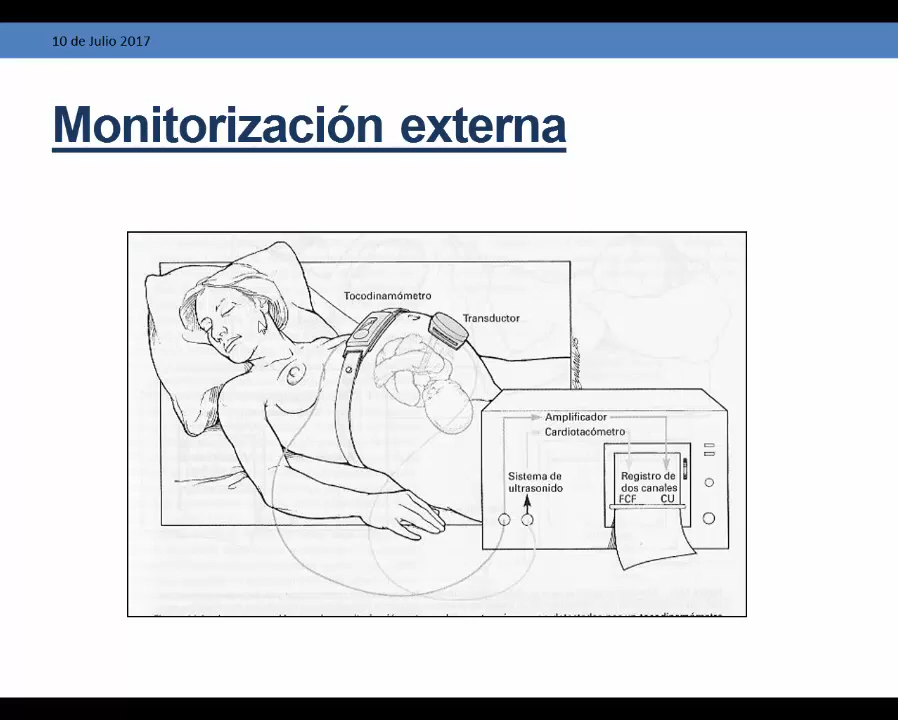 10 de Julio 2017
Monitorización externa
Tocodinamómetro
Transductor
Amplificador
Cardiotacómetro
Sistema de
ultrasonido
Registro de
dos canales
FCF CU